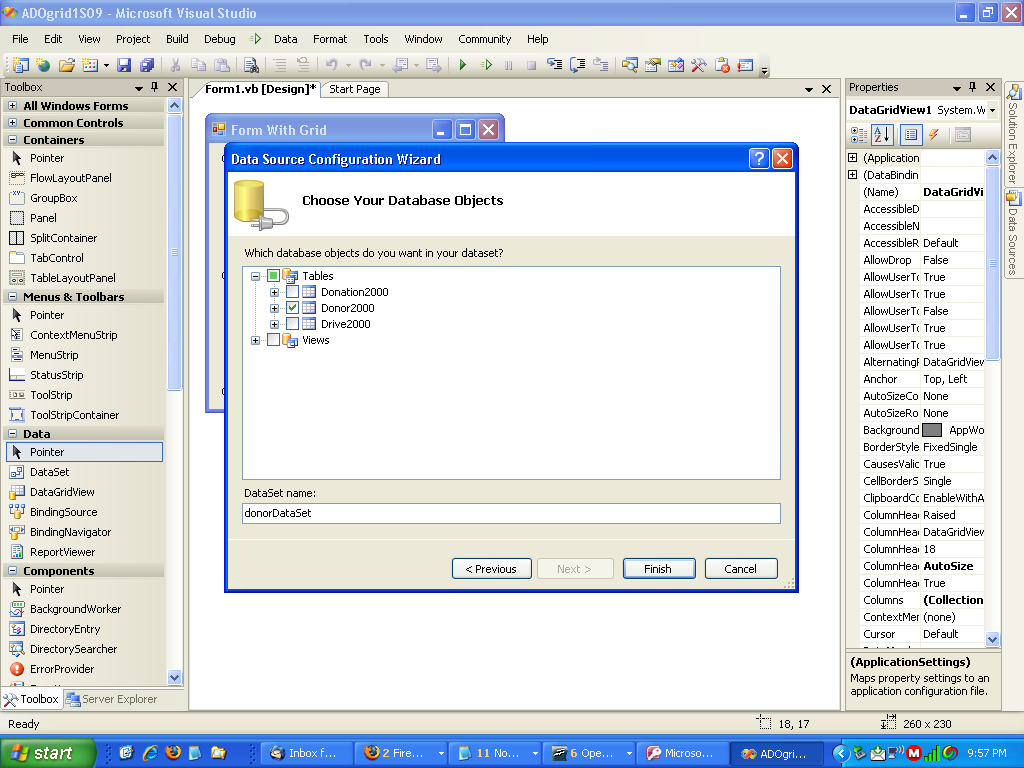 ADOgrid1S09 - Microsoft Visual Studio
File Edit View Project Build Debug Data Format Tools Window Community Help
Toolbox
All Windows Forms
Common Controls
Containers
Pointer
FlowLayoutPanel
GroupBox
Panel
SplitContainer
TabControl
TableLayoutPanel
Menus & Toolbars
Pointer
ContextMenuStrip
MenuStrip
StatusStrip
ToolStrip
ToolStripContainer
Data
Pointer
DataSet
DataGridView
BindingSource
BindingNavigator
ReportViewer
Components
Pointer
BackgroundWorker
DirectoryEntry
DirectorySearcher
ErrorProvider
Toolbox Server Explorer
Form1.vb [Design]* Start Page
Form With Grid
Data Source Configuration Wizard
Choose Your Database Objects
Which database objects do you want in your dataset?
Tables
Donation2000
Donor2000
Drive2000
Views
DataSet name:
donorDataSet
< Previous Next > Finish Cancel
Properties
DataGridView1 System.W
(Application
(DataBindin
(Name) DataGridVi
AccessibleD
AccessibleN
AccessibleR Default
AllowDrop False
AllowUserTo True
AllowUserTo True
AllowUserTo False
AllowUserTo True
AllowUserTo True
AlternatingR DataGridView
Anchor Top, Left
AutoSizeCo None
AutoSizeRo None
Background AppWo
BorderStyle FixedSingle
CausesValid True
CellBorderS Single
ClipboardCo EnableWithA
ColumnHea Raised
ColumnHea DataGridView
ColumnHea 18
ColumnHea AutoSize
ColumnHea True
Columns (Collection
ContextMen (none)
Cursor Default
(ApplicationSettings)
Maps property settings to an
application configuration file.
Solution Explorer
Data Sources
Ready 18, 17 260 x 230
start Inbox f... 2 Fire... 11 No... 6 Ope... Microso... ADOgri... 9:57 PM